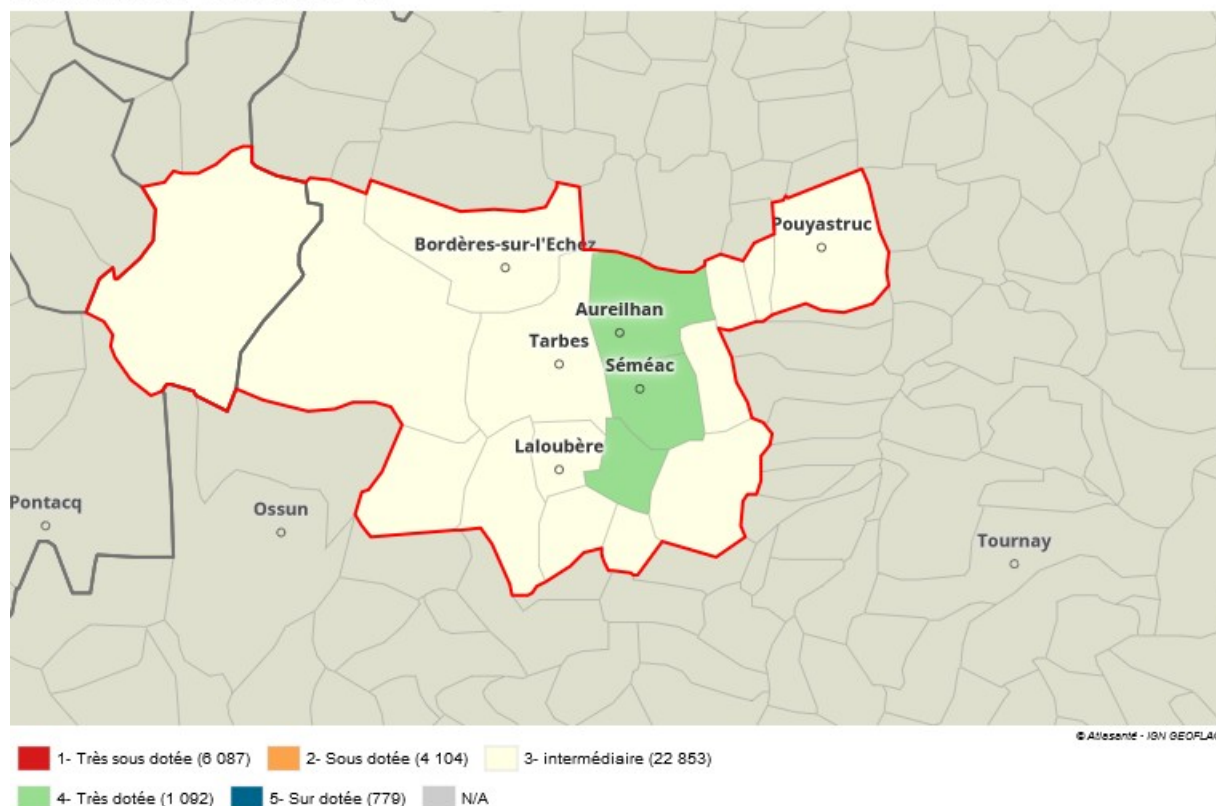 Bordères-sur-l'Echez
Pouyastruc
Aureilhan
Tarbes
Séméac
Laloubère
Pontacq
Ossun
Tournay
© Atlasanté - IGN GEOFLA
1- Très sous dotée (6 087) 2- Sous dotée (4 104) 3- intermédiaire (22 853)
4- Très dotée (1 092) 5- Sur dotée (779) N/A